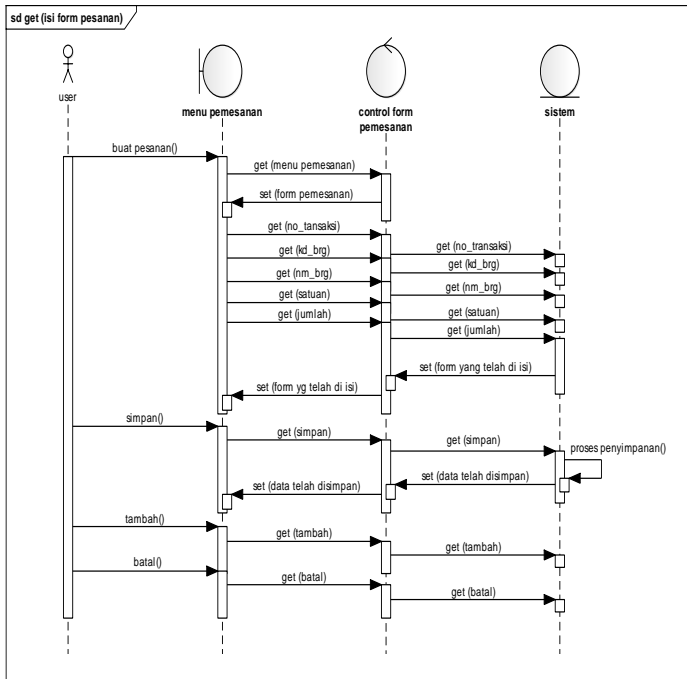 sd get (isi form pesanan)
user
menu pemesanan
control form
pemesanan
sistem
buat pesanan()
get (menu pemesanan)
set (form pemesanan)
get (no_tansaksi)
get (no_transaksi)
get (kd_brg)
get (kd_brg)
get (nm_brg)
get (nm_brg)
get (satuan)
get (satuan)
get (jumlah)
get (jumlah)
set (form yang telah di isi)
set (form yg telah di isi)
simpan()
get (simpan)
get (simpan)
proses penyimpanan()
set (data telah disimpan)
set (data telah disimpan)
tambah()
get (tambah)
get (tambah)
batal()
get (batal)
get (batal)